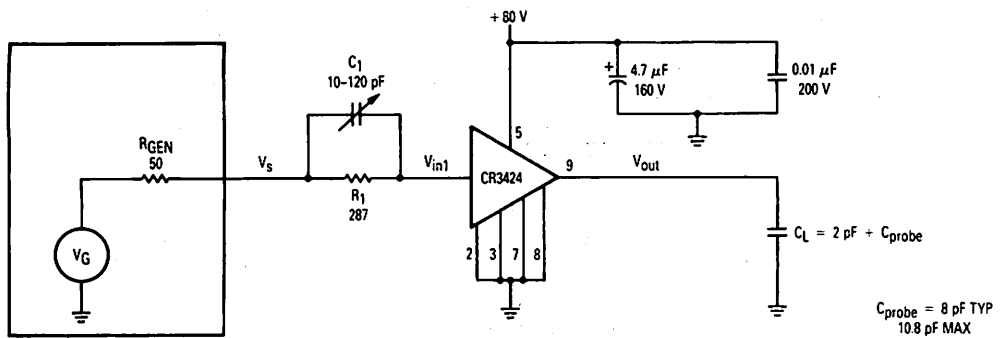 + 80 V
C1
10–120 pF
4.7 µF
160 V
+
0.01 µF
200 V
RGEN
50
Vs
Vin1
5
CR3424
9
Vout
R1
287
VG
2
3
7
8
CL = 2 pF + Cprobe
Cprobe = 8 pF TYP
10.8 pF MAX